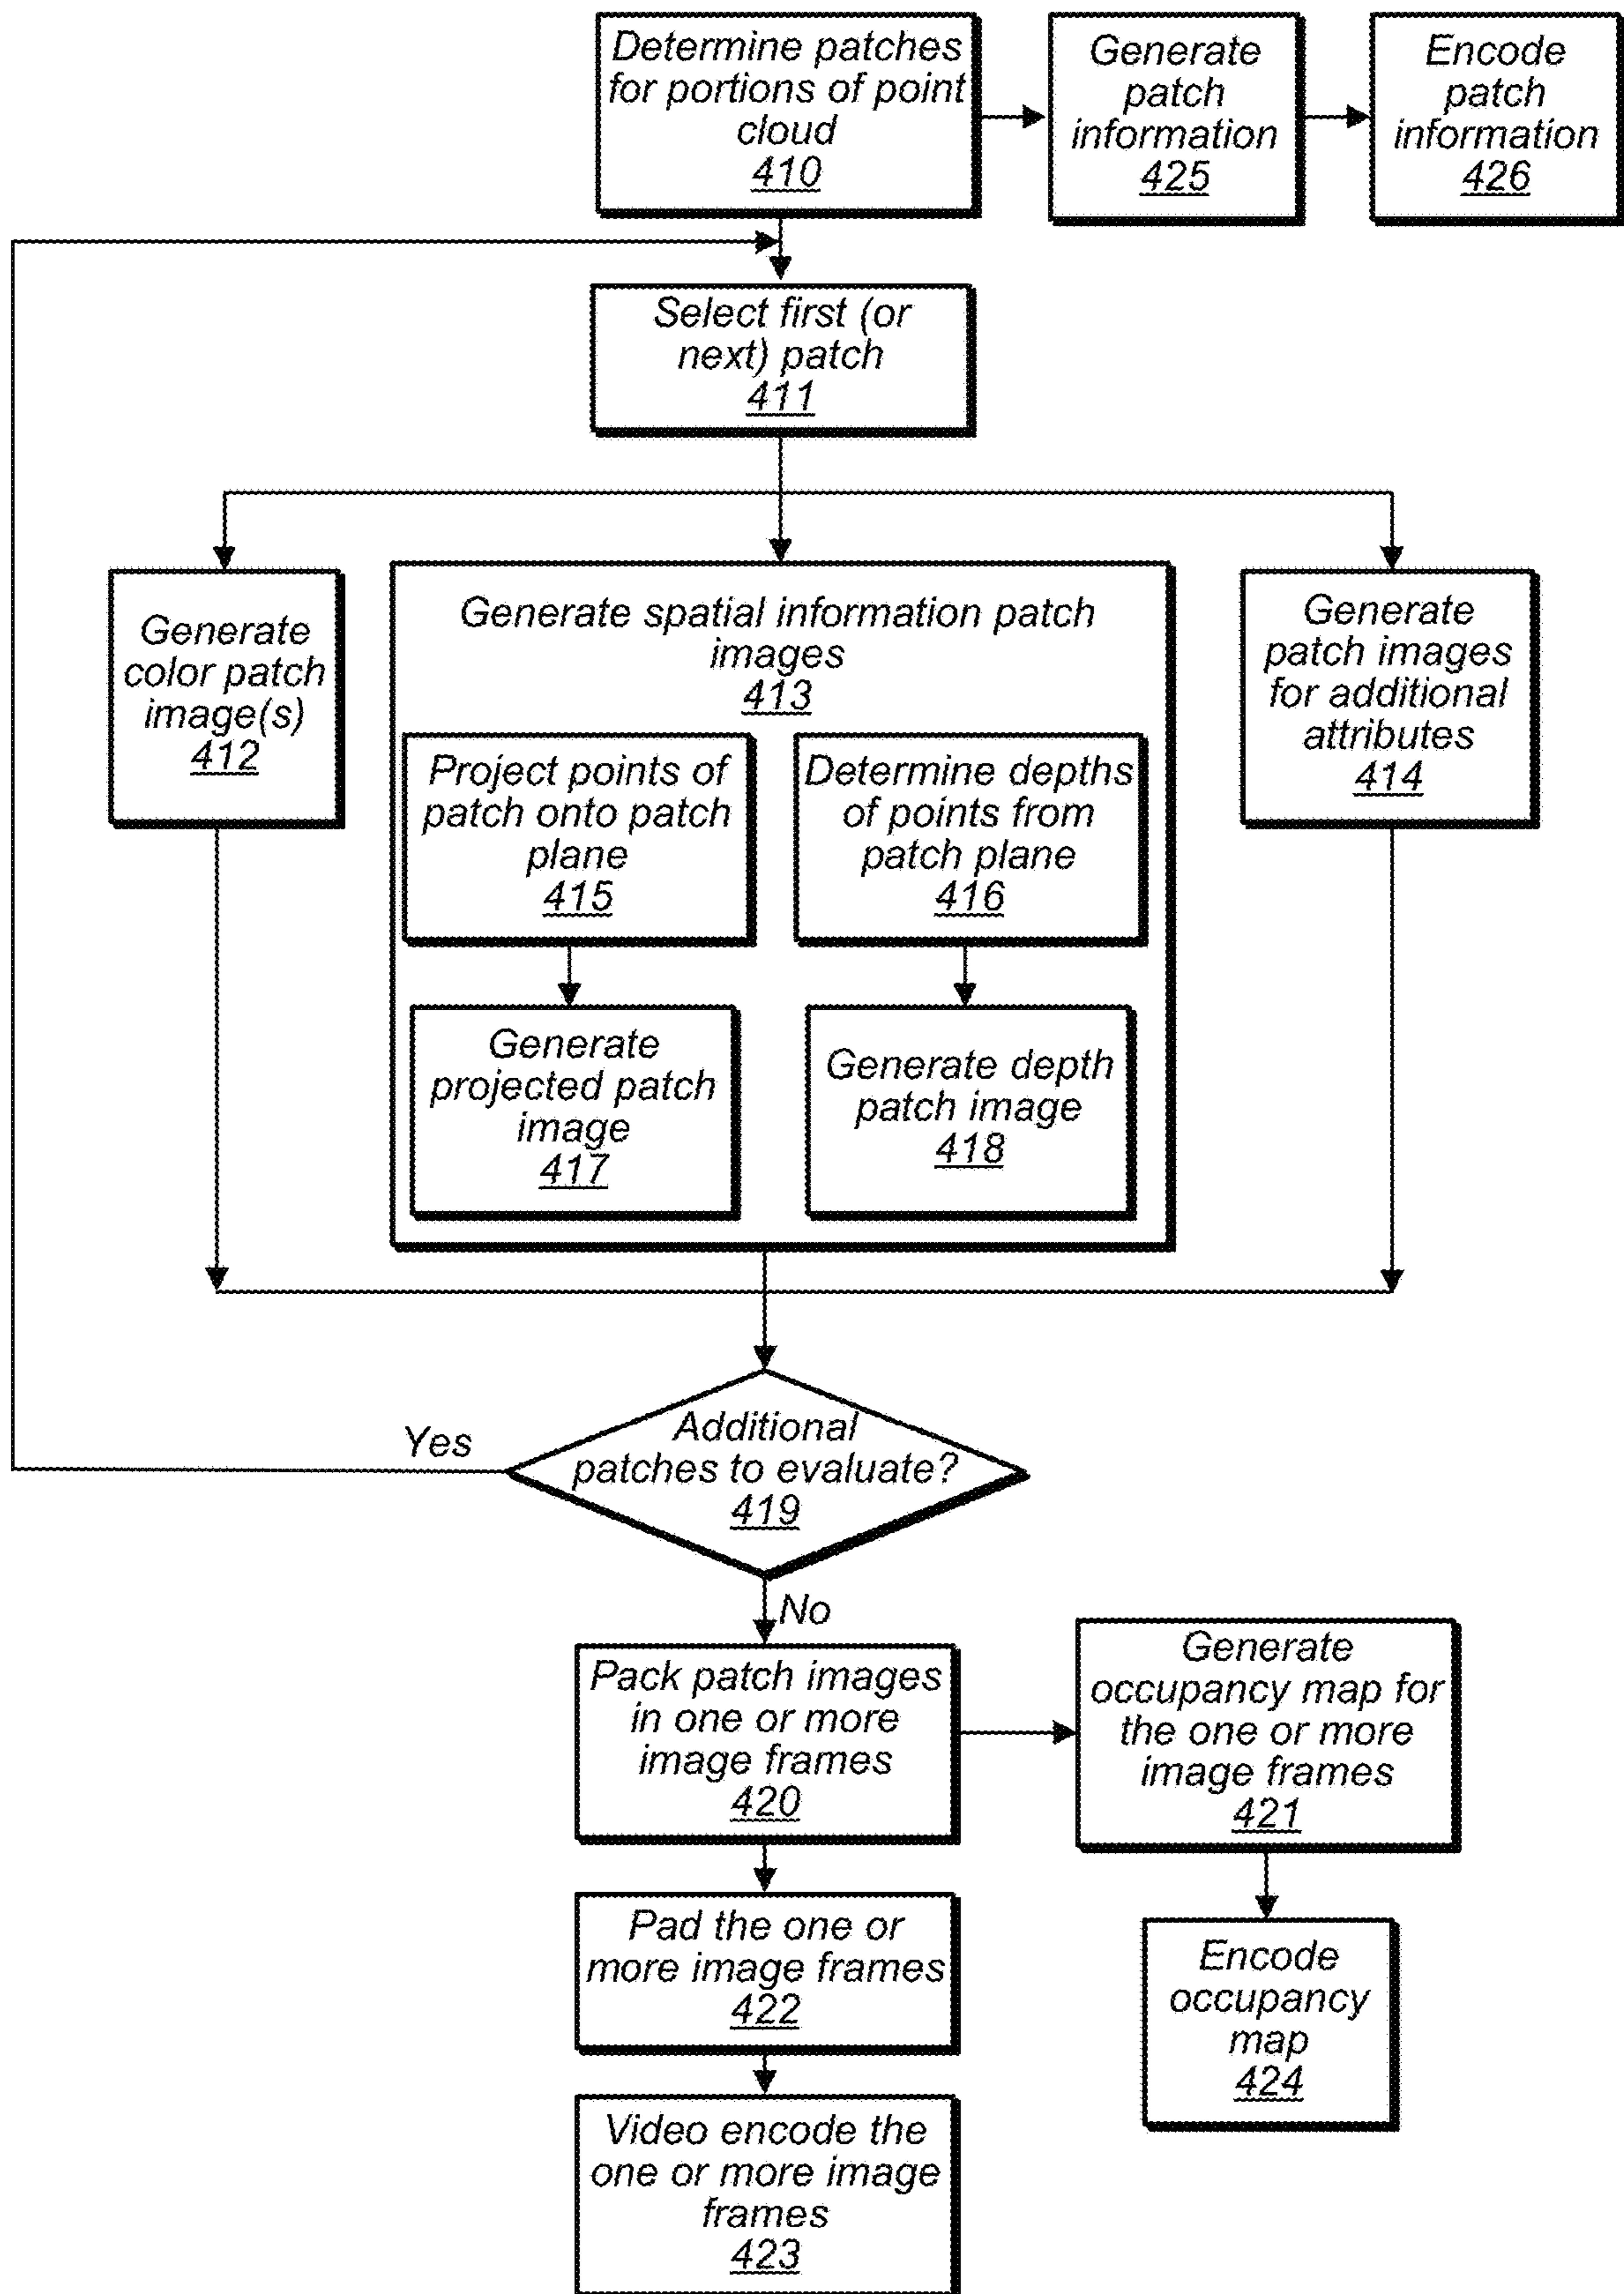 Determine patches
for portions of point
cloud
410
Generate
patch
information
425
Encode
patch
information
426
Select first (or
next) patch
411
Generate
color patch
image(s)
412
Generate spatial information patch
images
413
Project points of
patch onto patch
plane
415
Determine depths
of points from
patch plane
416
Generate
projected patch
image
417
Generate depth
patch image
418
Generate
patch images
for additional
attributes
414
Additional
patches to evaluate?
419
Yes
No
Pack patch images
in one or more
image frames
420
Generate
occupancy map for
the one or more
image frames
421
Pad the one or
more image frames
422
Encode
occupancy
map
424
Video encode the
one or more image
frames
423